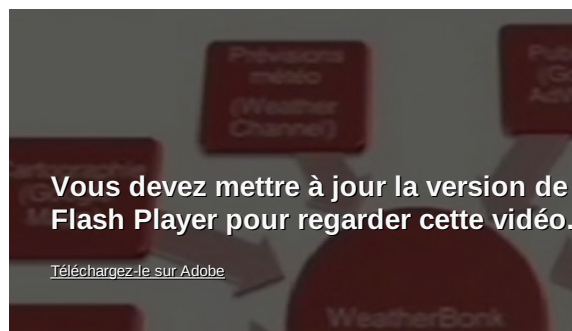 Prévisions
météo
(Weather
Channel)
Vous devez mettre à jour la version de
Flash Player pour regarder cette vidéo.
Téléchargez-le sur Adobe
WeatherBonk